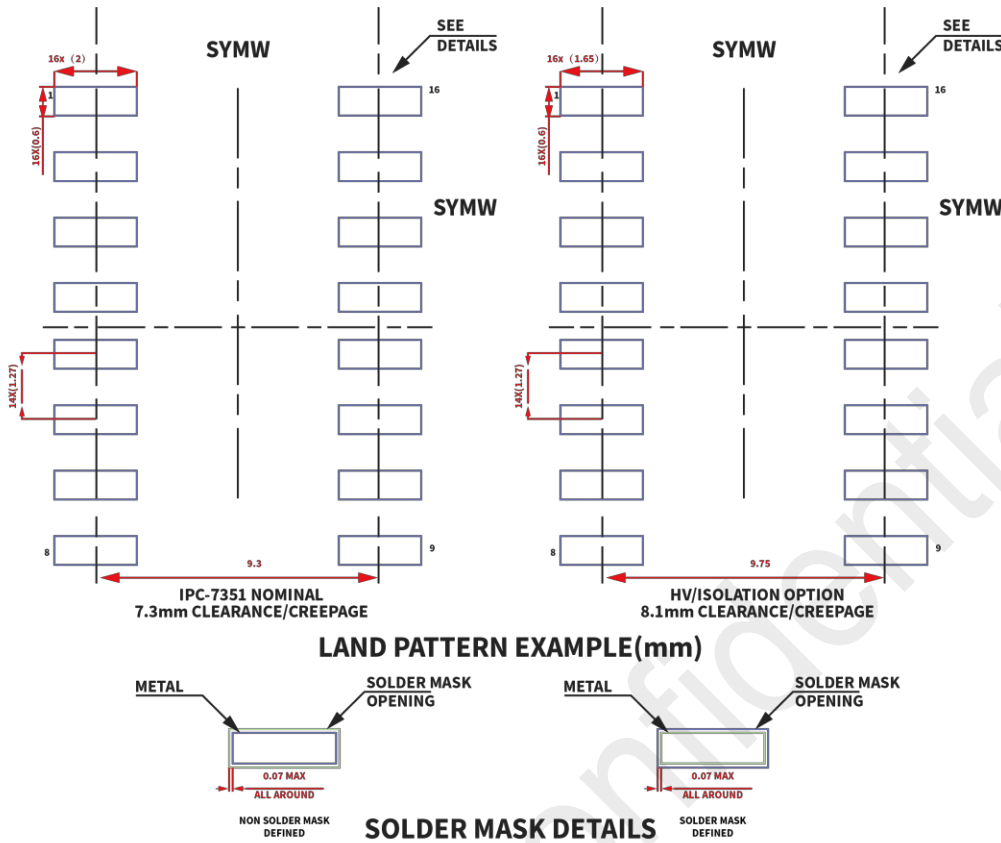 SYMW
SEE
DETAILS
16x（2）
1
16
16X(0.6)
SYMW
14X(1.27)
8
9
9.3
IPC-7351 NOMINAL
7.3mm CLEARANCE/CREEPAGE
SYMW
SEE
DETAILS
16x（1.65）
1
16
16X(0.6)
SYMW
14X(1.27)
8
9
9.75
HV/ISOLATION OPTION
8.1mm CLEARANCE/CREEPAGE
LAND PATTERN EXAMPLE(mm)
METAL
SOLDER MASK
OPENING
0.07 MAX
ALL AROUND
NON SOLDER MASK
DEFINED
METAL
SOLDER MASK
OPENING
0.07 MAX
ALL AROUND
SOLDER MASK
DEFINED
SOLDER MASK DETAILS
onfidentia